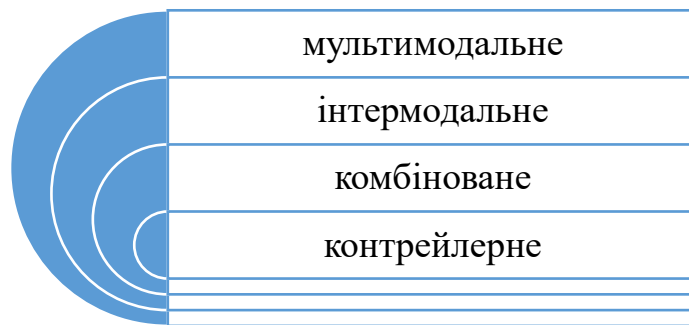 мультимодальне
інтермодальне
комбіноване
контрейлерне